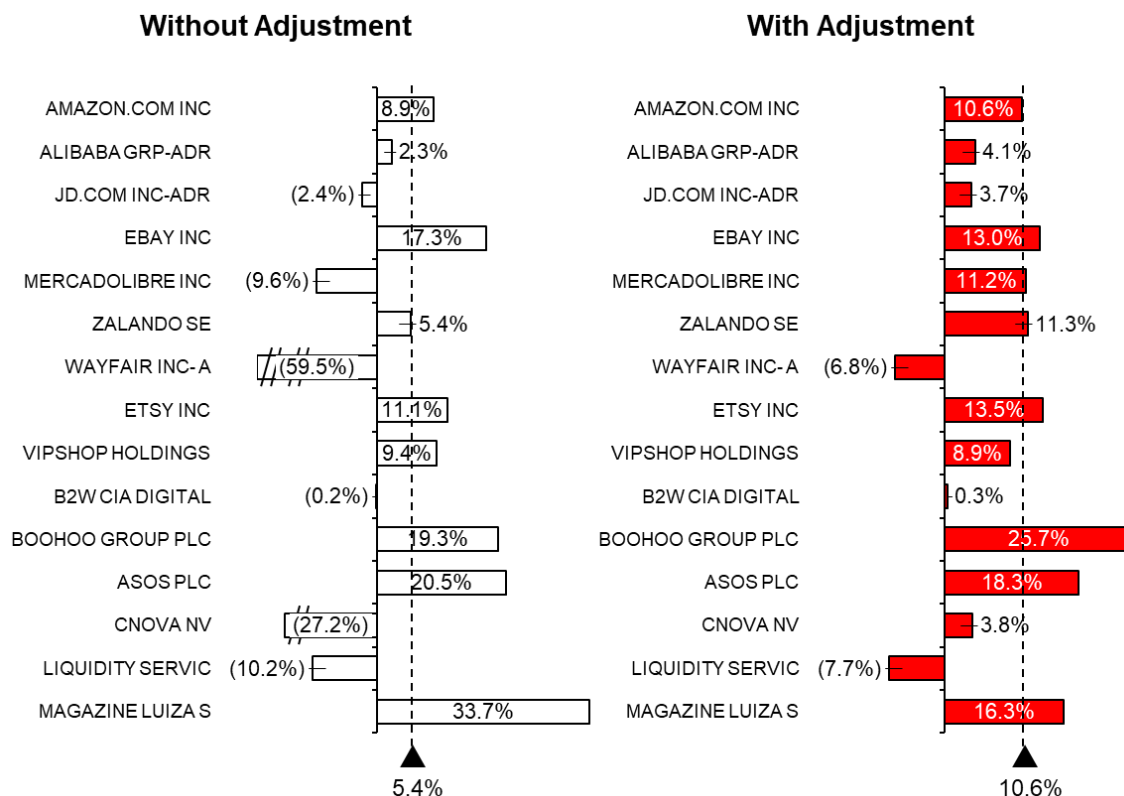 Without Adjustment
AMAZON.COM INC 8.9%
ALIBABA GRP-ADR 2.3%
JD.COM INC-ADR (2.4%)
EBAY INC 17.3%
MERCADOLIBRE INC (9.6%)
ZALANDO SE 5.4%
WAYFAIR INC-A (59.5%)
ETSY INC 11.1%
VIPSHOP HOLDINGS 9.4%
B2W CIA DIGITAL (0.2%)
BOOHOO GROUP PLC 19.3%
ASOS PLC 20.5%
CNOVA NV (27.2%)
LIQUIDITY SERVIC (10.2%)
MAGAZINE LUIZA S 33.7%
5.4%
With Adjustment
AMAZON.COM INC 10.6%
ALIBABA GRP-ADR 4.1%
JD.COM INC-ADR 3.7%
EBAY INC 13.0%
MERCADOLIBRE INC 11.2%
ZALANDO SE 11.3%
WAYFAIR INC-A (6.8%)
ETSY INC 13.5%
VIPSHOP HOLDINGS 8.9%
B2W CIA DIGITAL 0.3%
BOOHOO GROUP PLC 25.7%
ASOS PLC 18.3%
CNOVA NV 3.8%
LIQUIDITY SERVIC (7.7%)
MAGAZINE LUIZA S 16.3%
10.6%